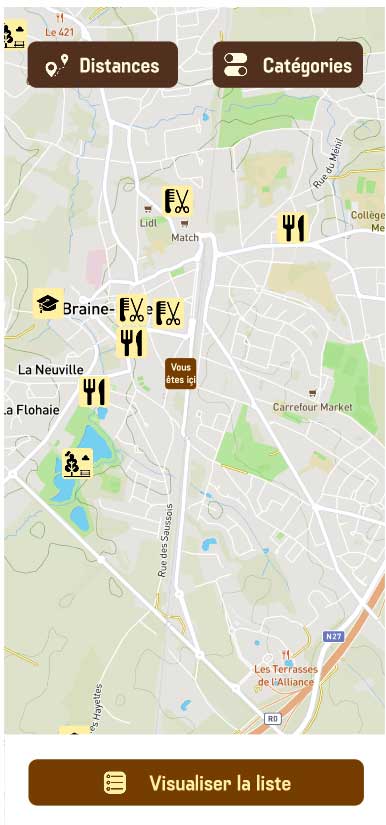 Le 421
Distances
Catégories
Rue du Ménil
Lidl
Collège
Me
Match
Braine-
e
Vous
êtes içi
La Neuville
La Flohaie
Carrefour Market
Rue des Saussois
N27
Les Terrasses
de l'Alliance
R0
es Hayettes
Visualiser la liste